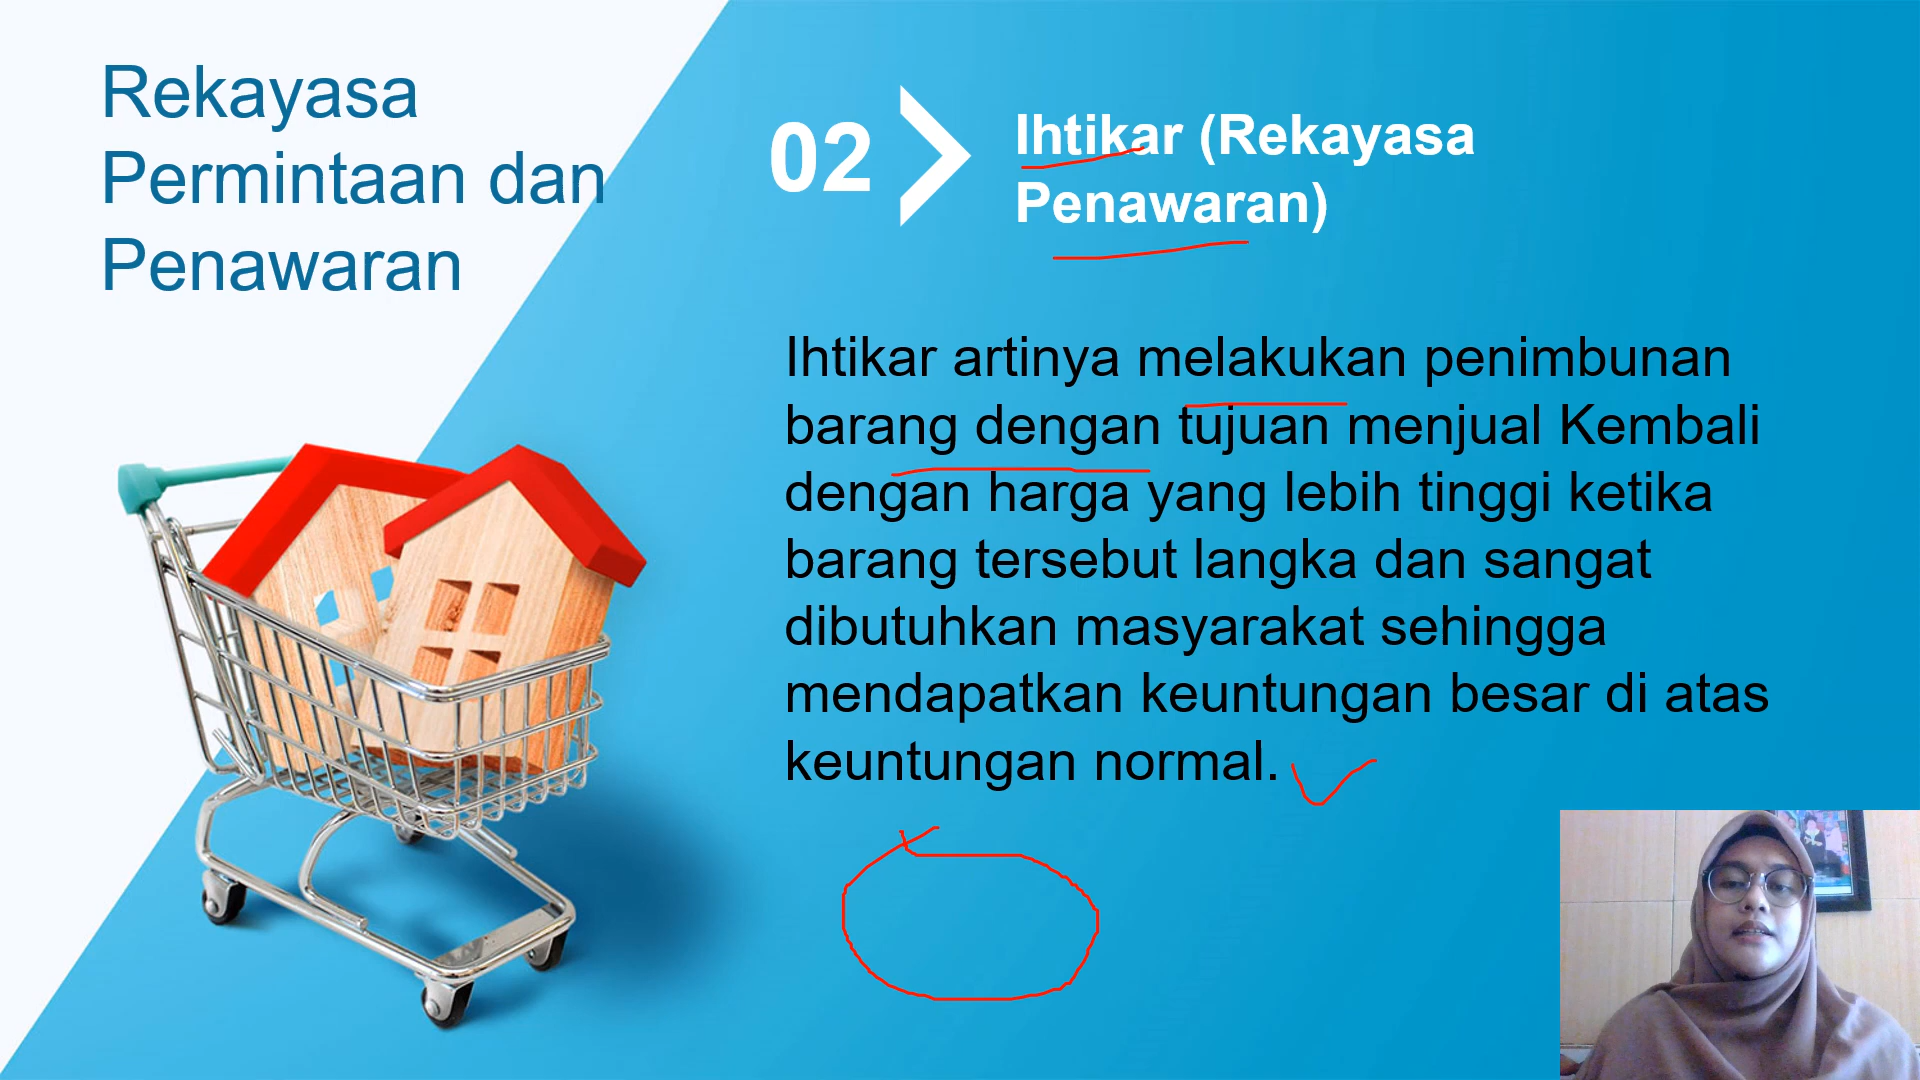 Rekayasa
Permintaan dan
Penawaran
02
Ihtikar (Rekayasa
Penawaran)
Ihtikar artinya melakukan penimbunan
barang dengan tujuan menjual Kembali
dengan harga yang lebih tinggi ketika
barang tersebut langka dan sangat
dibutuhkan masyarakat sehingga
mendapatkan keuntungan besar di atas
keuntungan normal.